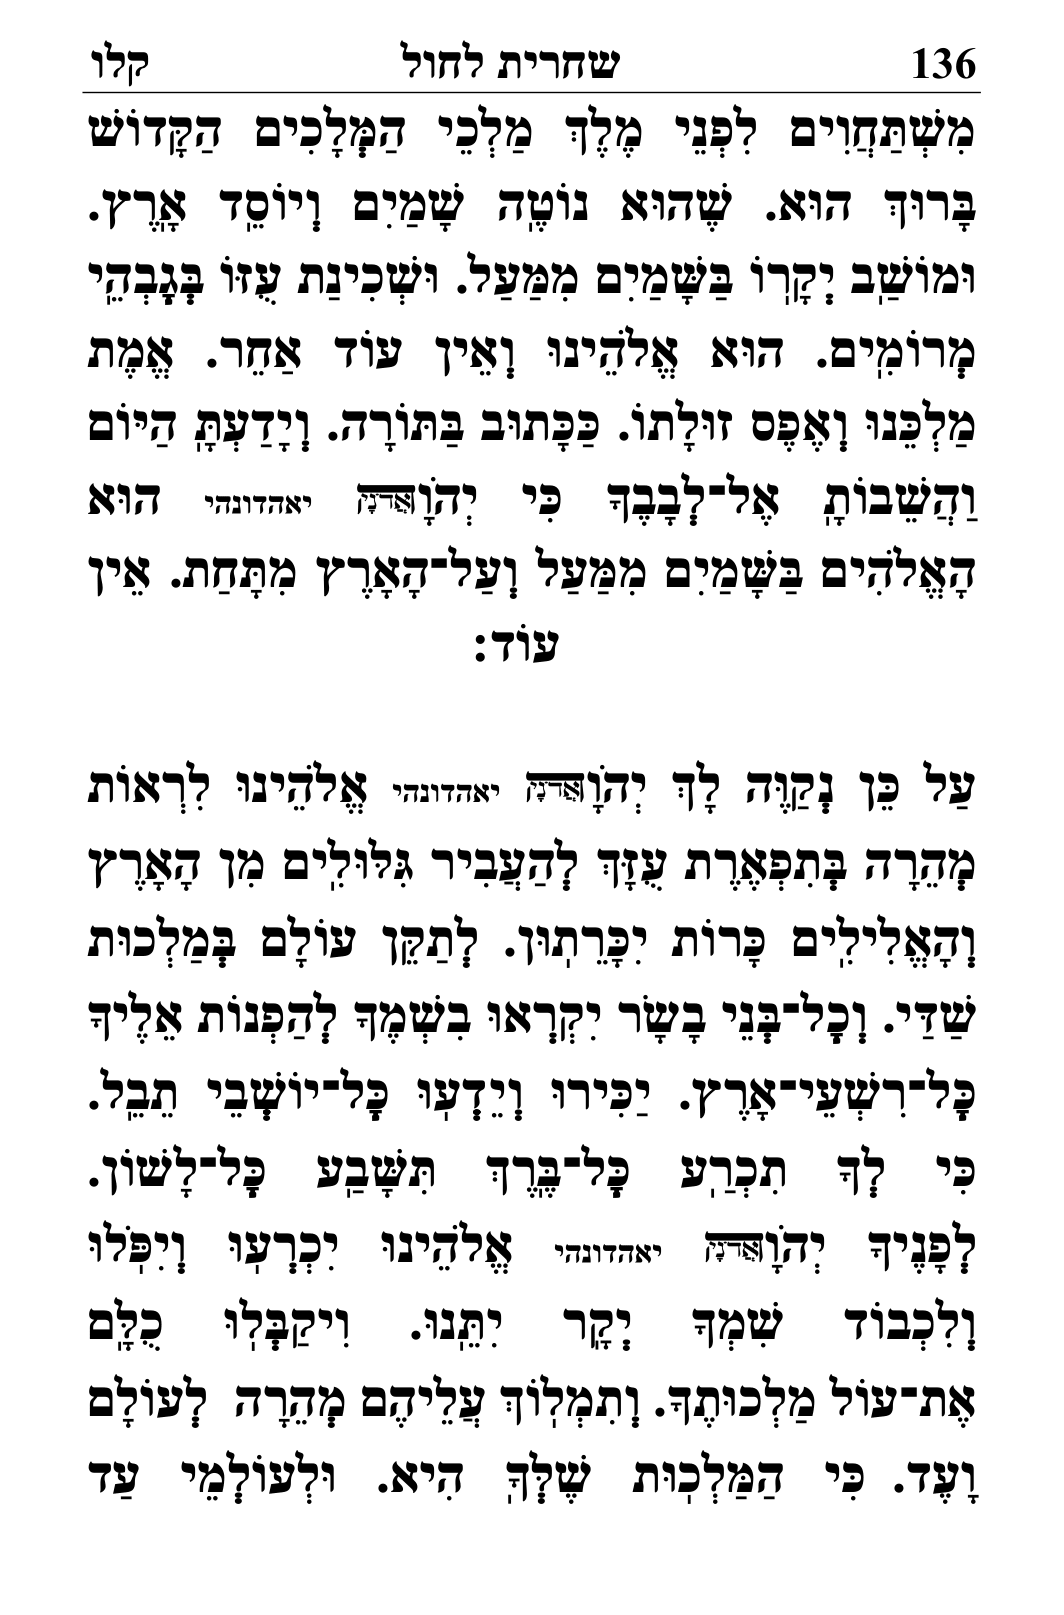 136 שחרית לחול קלו
מִשְׁתַּחֲוִים לִפְנֵי מֶלֶךְ מַלְכֵי הַמְּלָכִים הַקָּדוֹשׁ
בָּרוּךְ הוּא. שֶׁהוּא נוֹטֶה שָׁמַיִם וְיוֹסֵד אָרֶץ.
וּמוֹשַׁב יְקָרוֹ בַּשָּׁמַיִם מִמַּעַל. וּשְׁכִינַת עֻזּוֹ בְּגָבְהֵי
מְרוֹמִים. הוּא אֱלֹהֵינוּ וְאֵין עוֹד אַחֵר. אֱמֶת
מַלְכֵּנוּ וְאֶפֶס זוּלָתוֹ. כַּכָּתוּב בַּתּוֹרָה. וְיָדַעְתָּ הַיּוֹם
וַהֲשֵׁבוֹתָ אֶל־לְבָבֶךָ כִּי יְהֹוָאֲדֹנָי יאהדונהי הוּא
הָאֱלֹהִים בַּשָּׁמַיִם מִמַּעַל וְעַל־הָאָרֶץ מִתָּחַת. אֵין
עוֹד:
עַל כֵּן נְקַוֶּה לָךְ יְהֹוָאֲדֹנָי יאהדונהי אֱלֹהֵינוּ לִרְאוֹת
מְהֵרָה בְּתִפְאֶרֶת עֻזָּךְ לְהַעֲבִיר גִּלּוּלִים מִן הָאָרֶץ
וְהָאֱלִילִים כָּרוֹת יִכָּרֵתוּן. לְתַקֵּן עוֹלָם בְּמַלְכוּת
שַׁדַּי. וְכָל־בְּנֵי בָשָׂר יִקְרְאוּ בִשְׁמֶךָ לְהַפְנוֹת אֵלֶיךָ
כָּל־רִשְׁעֵי־אָרֶץ. יַכִּירוּ וְיֵדְעוּ כָּל־יוֹשְׁבֵי תֵבֵל.
כִּי לְךָ תִכְרַע כָּל־בֶּרֶךְ תִּשָּׁבַע כָּל־לָשׁוֹן.
לְפָנֶיךָ יְהֹוָאֲדֹנָי יאהדונהי אֱלֹהֵינוּ יִכְרְעוּ וְיִפֹּלוּ
וְלִכְבוֹד שִׁמְךָ יְקָר יִתֵּנוּ. וִיקַבְּלוּ כֻלָּם
אֶת־עוֹל מַלְכוּתֶךָ. וְתִמְלוֹךְ עֲלֵיהֶם מְהֵרָה לְעוֹלָם
וָעֶד. כִּי הַמַּלְכוּת שֶׁלְּךָ הִיא. וּלְעוֹלְמֵי עַד